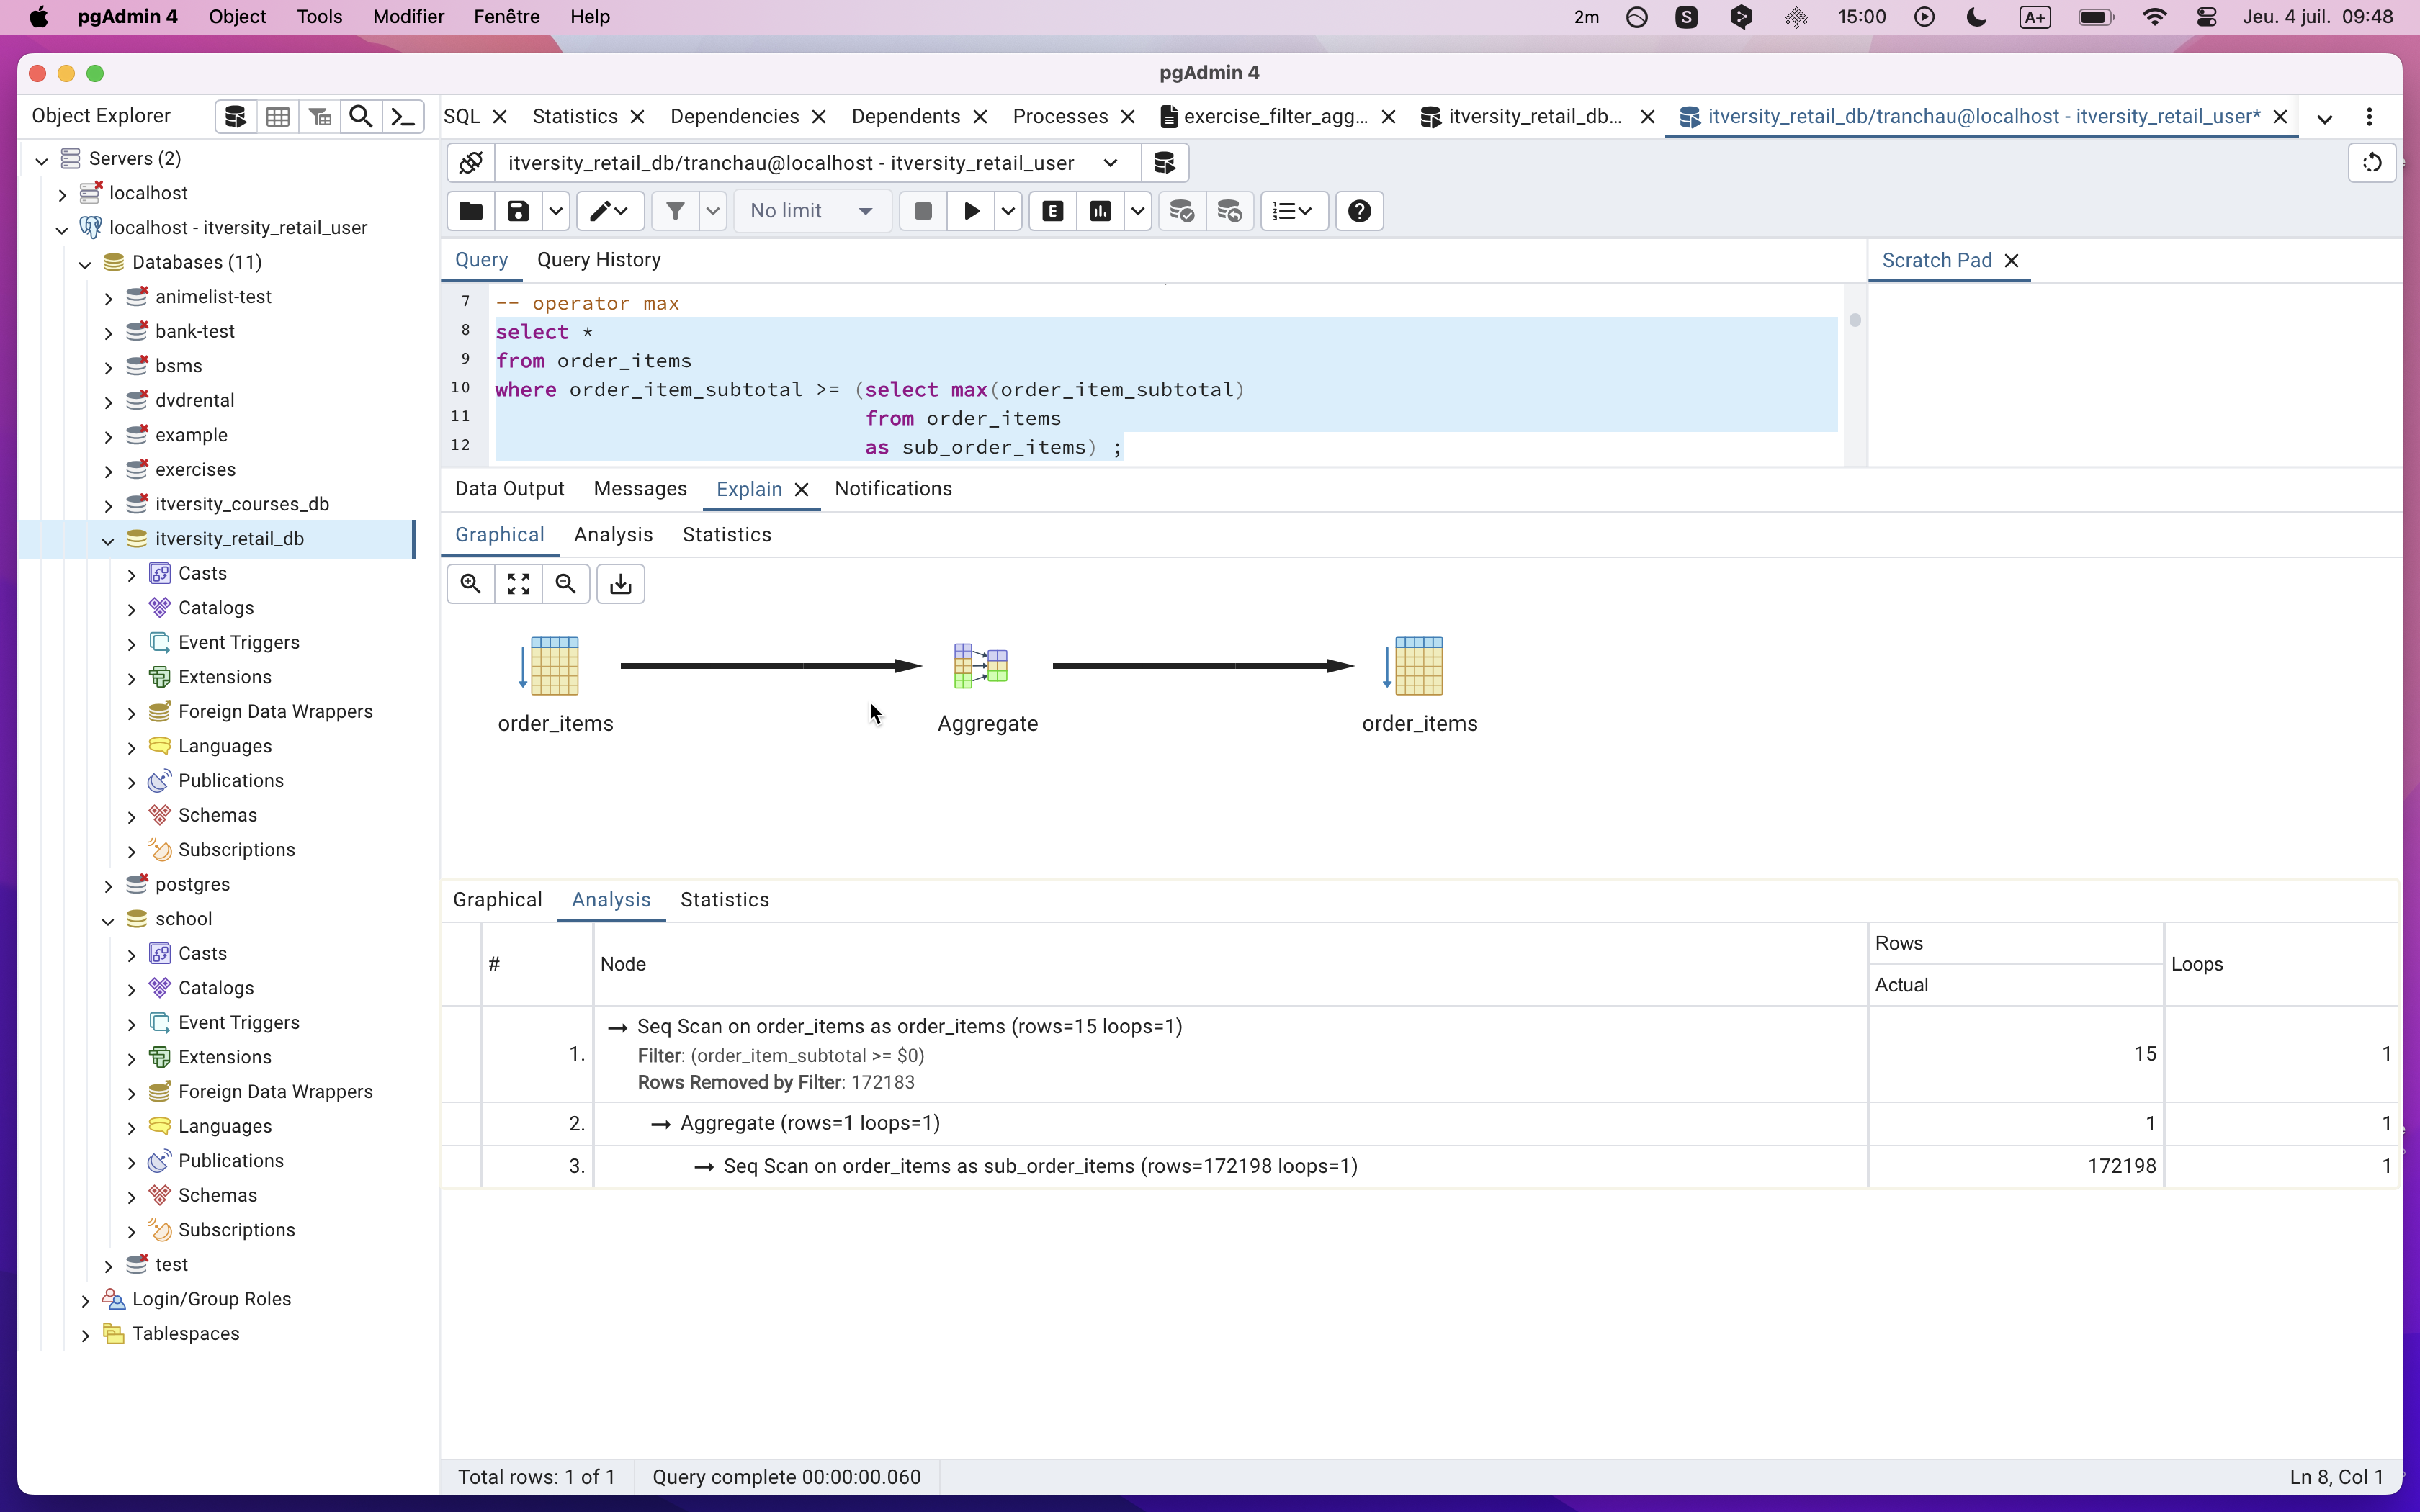 pgAdmin 4 Object Tools Modifier Fenêtre Help 2m S 15:00 A+ Jeu. 4 juil. 09:48
pgAdmin 4
Object Explorer
SQL Statistics Dependencies Dependents Processes exercise_filter_agg... itversity_retail_db... itversity_retail_db/tranchau@localhost - itversity_retail_user*
Servers (2)
localhost
localhost - itversity_retail_user
Databases (11)
animelist-test
bank-test
bsms
dvdrental
example
exercises
itversity_courses_db
itversity_retail_db
Casts
Catalogs
Event Triggers
Extensions
Foreign Data Wrappers
Languages
Publications
Schemas
Subscriptions
postgres
school
Casts
Catalogs
Event Triggers
Extensions
Foreign Data Wrappers
Languages
Publications
Schemas
Subscriptions
test
Login/Group Roles
Tablespaces
itversity_retail_db/tranchau@localhost - itversity_retail_user
No limit E
Query Query History
Scratch Pad
7 -- operator max
8 select *
9 from order_items
10 where order_item_subtotal >= (select max(order_item_subtotal)
11 from order_items
12 as sub_order_items) ;
Data Output Messages Explain Notifications
Graphical Analysis Statistics
order_items Aggregate order_items
Graphical Analysis Statistics
# Node Rows Loops
Actual
1. Seq Scan on order_items as order_items (rows=15 loops=1) 15 1
Filter: (order_item_subtotal >= $0)
Rows Removed by Filter: 172183
2. Aggregate (rows=1 loops=1) 1 1
3. Seq Scan on order_items as sub_order_items (rows=172198 loops=1) 172198 1
Total rows: 1 of 1 Query complete 00:00:00.060 Ln 8, Col 1